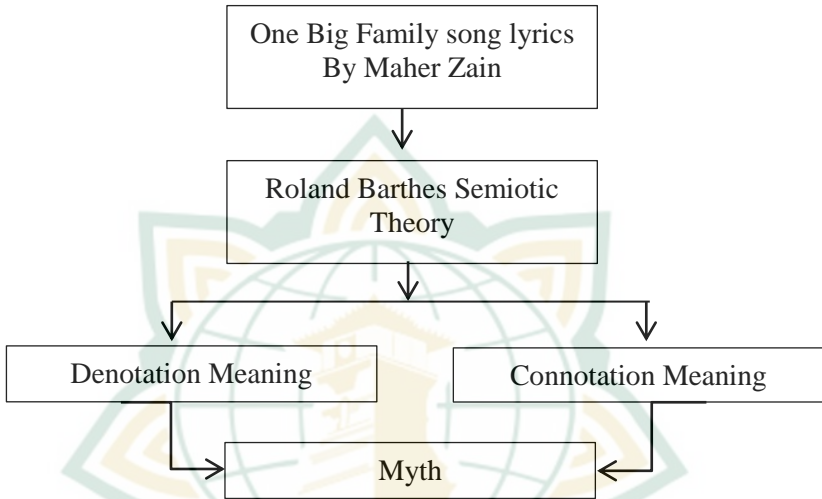 One Big Family song lyrics
By Maher Zain
Roland Barthes Semiotic
Theory
Denotation Meaning
Connotation Meaning
Myth